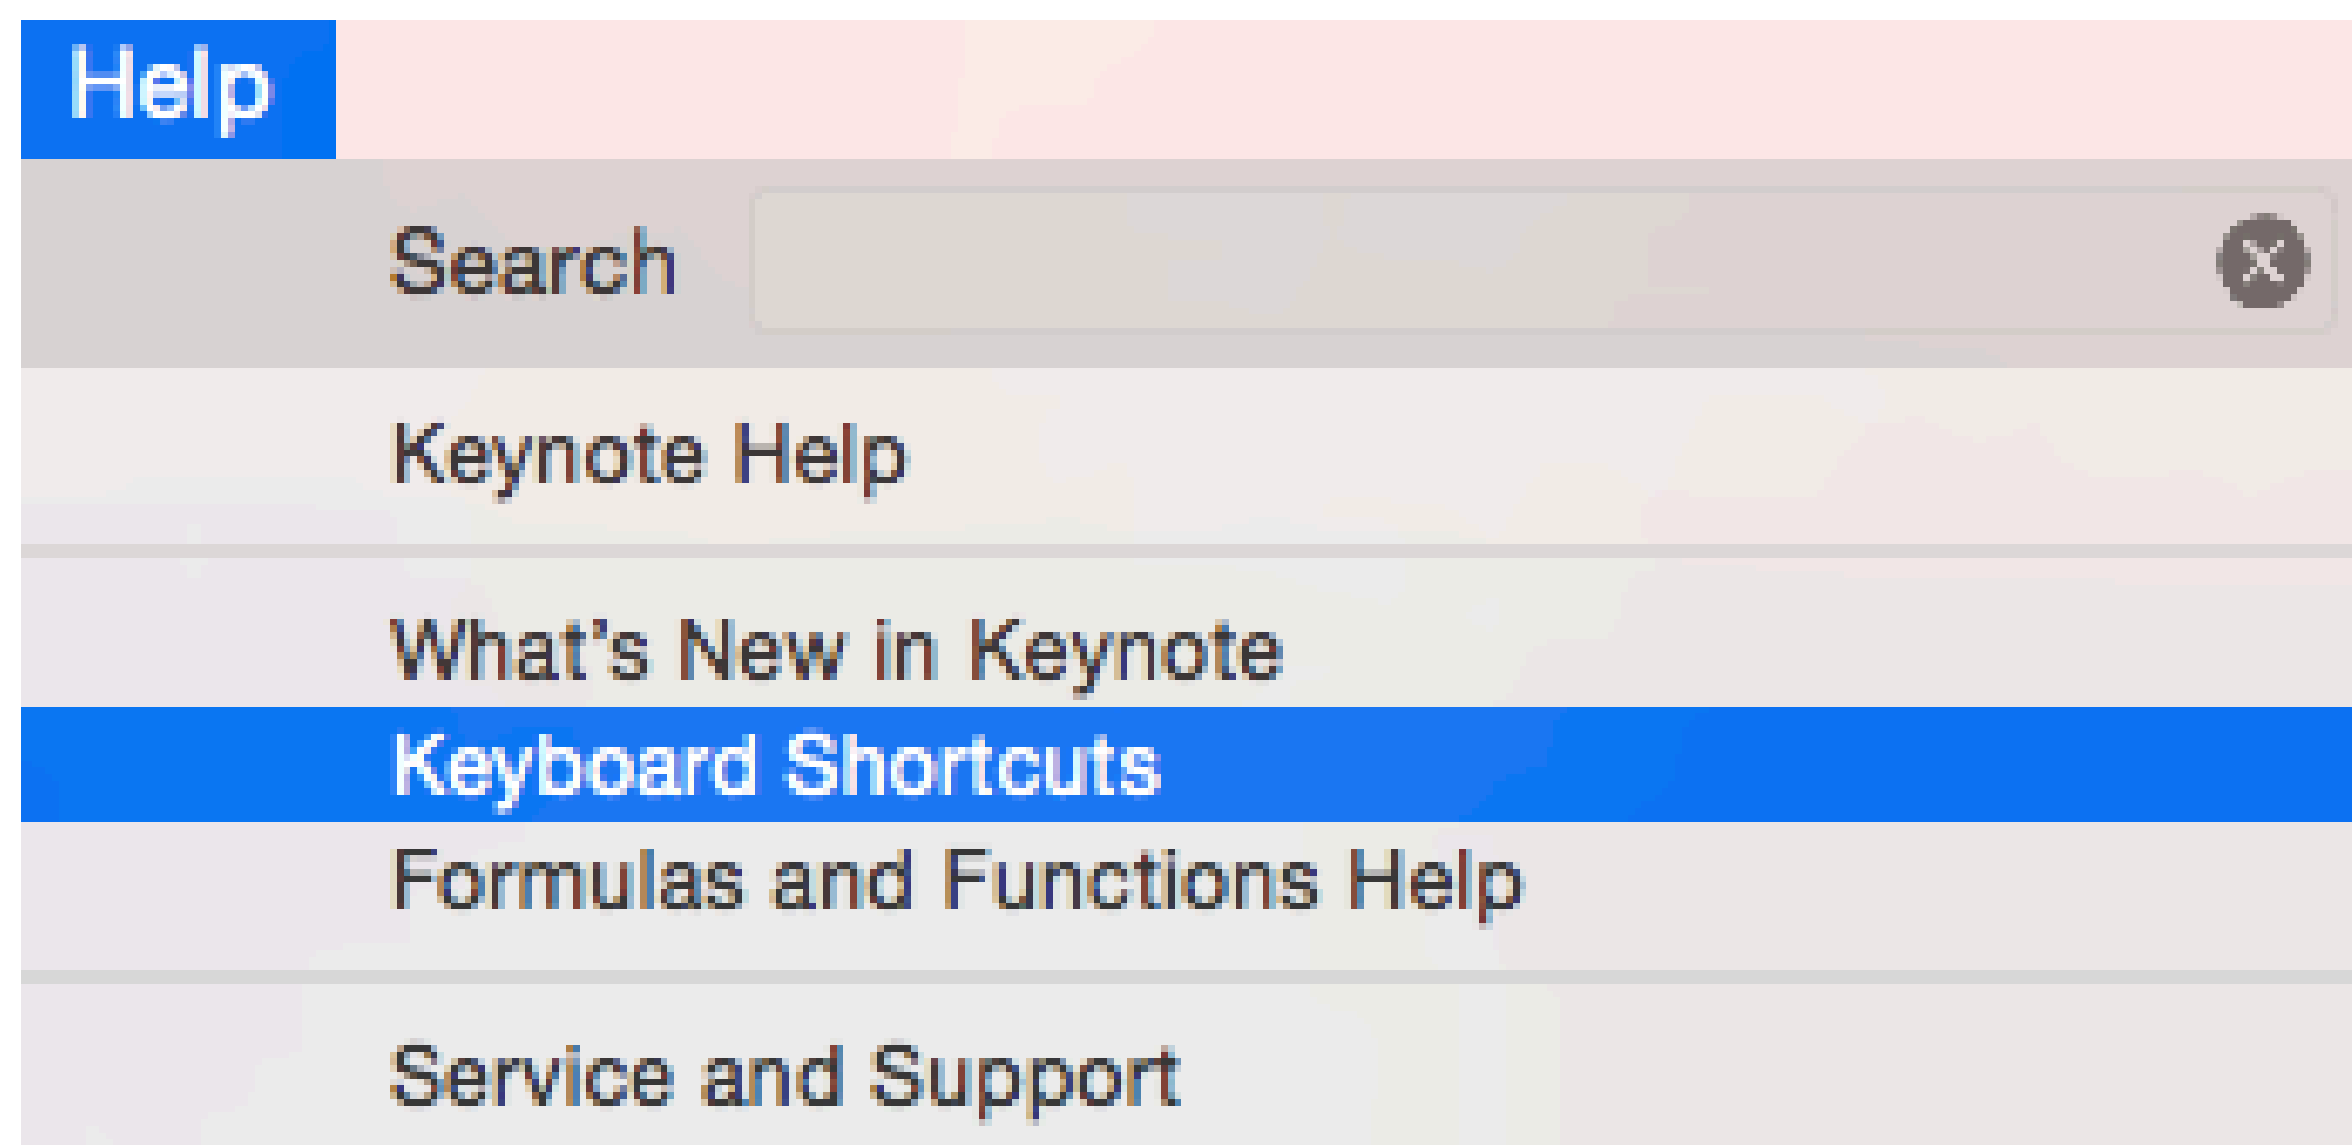 Help
Search
Keynote Help
What’s New in Keynote
Keyboard Shortcuts
Formulas and Functions Help
Service and Support